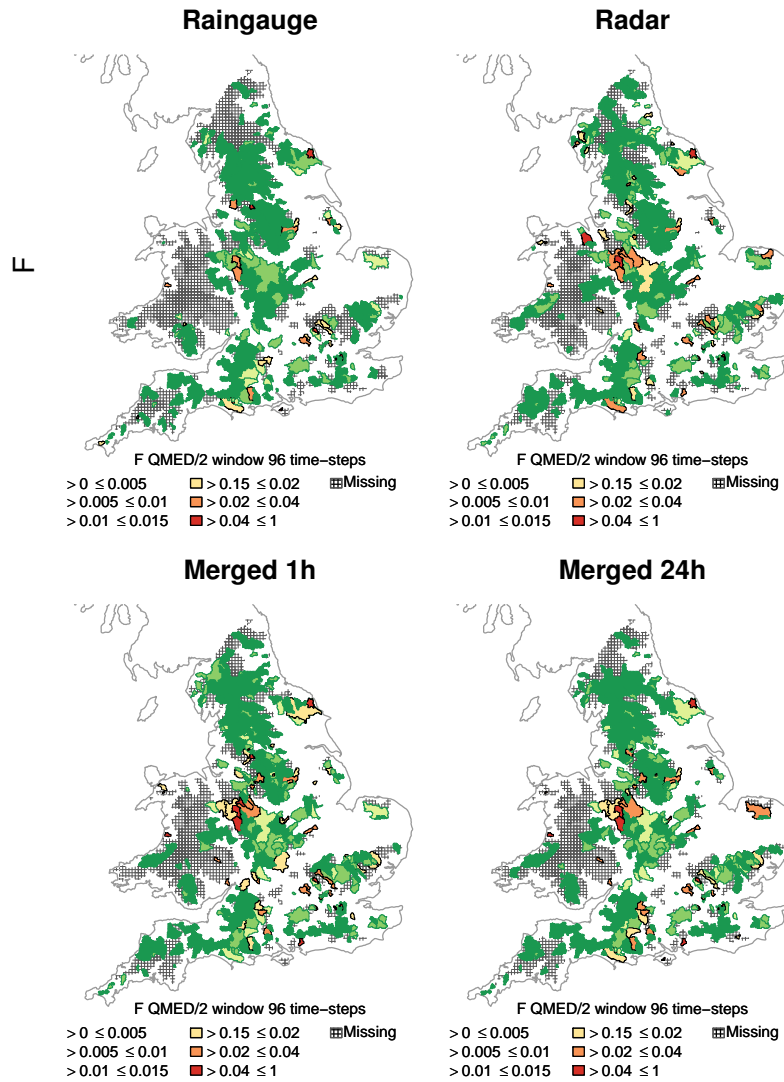 Raingauge
Radar
F
F QMED/2 window 96 time−steps
> 0 ≤ 0.005 > 0.15 ≤ 0.02 Missing
> 0.005 ≤ 0.01 > 0.02 ≤ 0.04
> 0.01 ≤ 0.015 > 0.04 ≤ 1
F QMED/2 window 96 time−steps
> 0 ≤ 0.005 > 0.15 ≤ 0.02 Missing
> 0.005 ≤ 0.01 > 0.02 ≤ 0.04
> 0.01 ≤ 0.015 > 0.04 ≤ 1
Merged 1h
Merged 24h
F QMED/2 window 96 time−steps
> 0 ≤ 0.005 > 0.15 ≤ 0.02 Missing
> 0.005 ≤ 0.01 > 0.02 ≤ 0.04
> 0.01 ≤ 0.015 > 0.04 ≤ 1
F QMED/2 window 96 time−steps
> 0 ≤ 0.005 > 0.15 ≤ 0.02 Missing
> 0.005 ≤ 0.01 > 0.02 ≤ 0.04
> 0.01 ≤ 0.015 > 0.04 ≤ 1